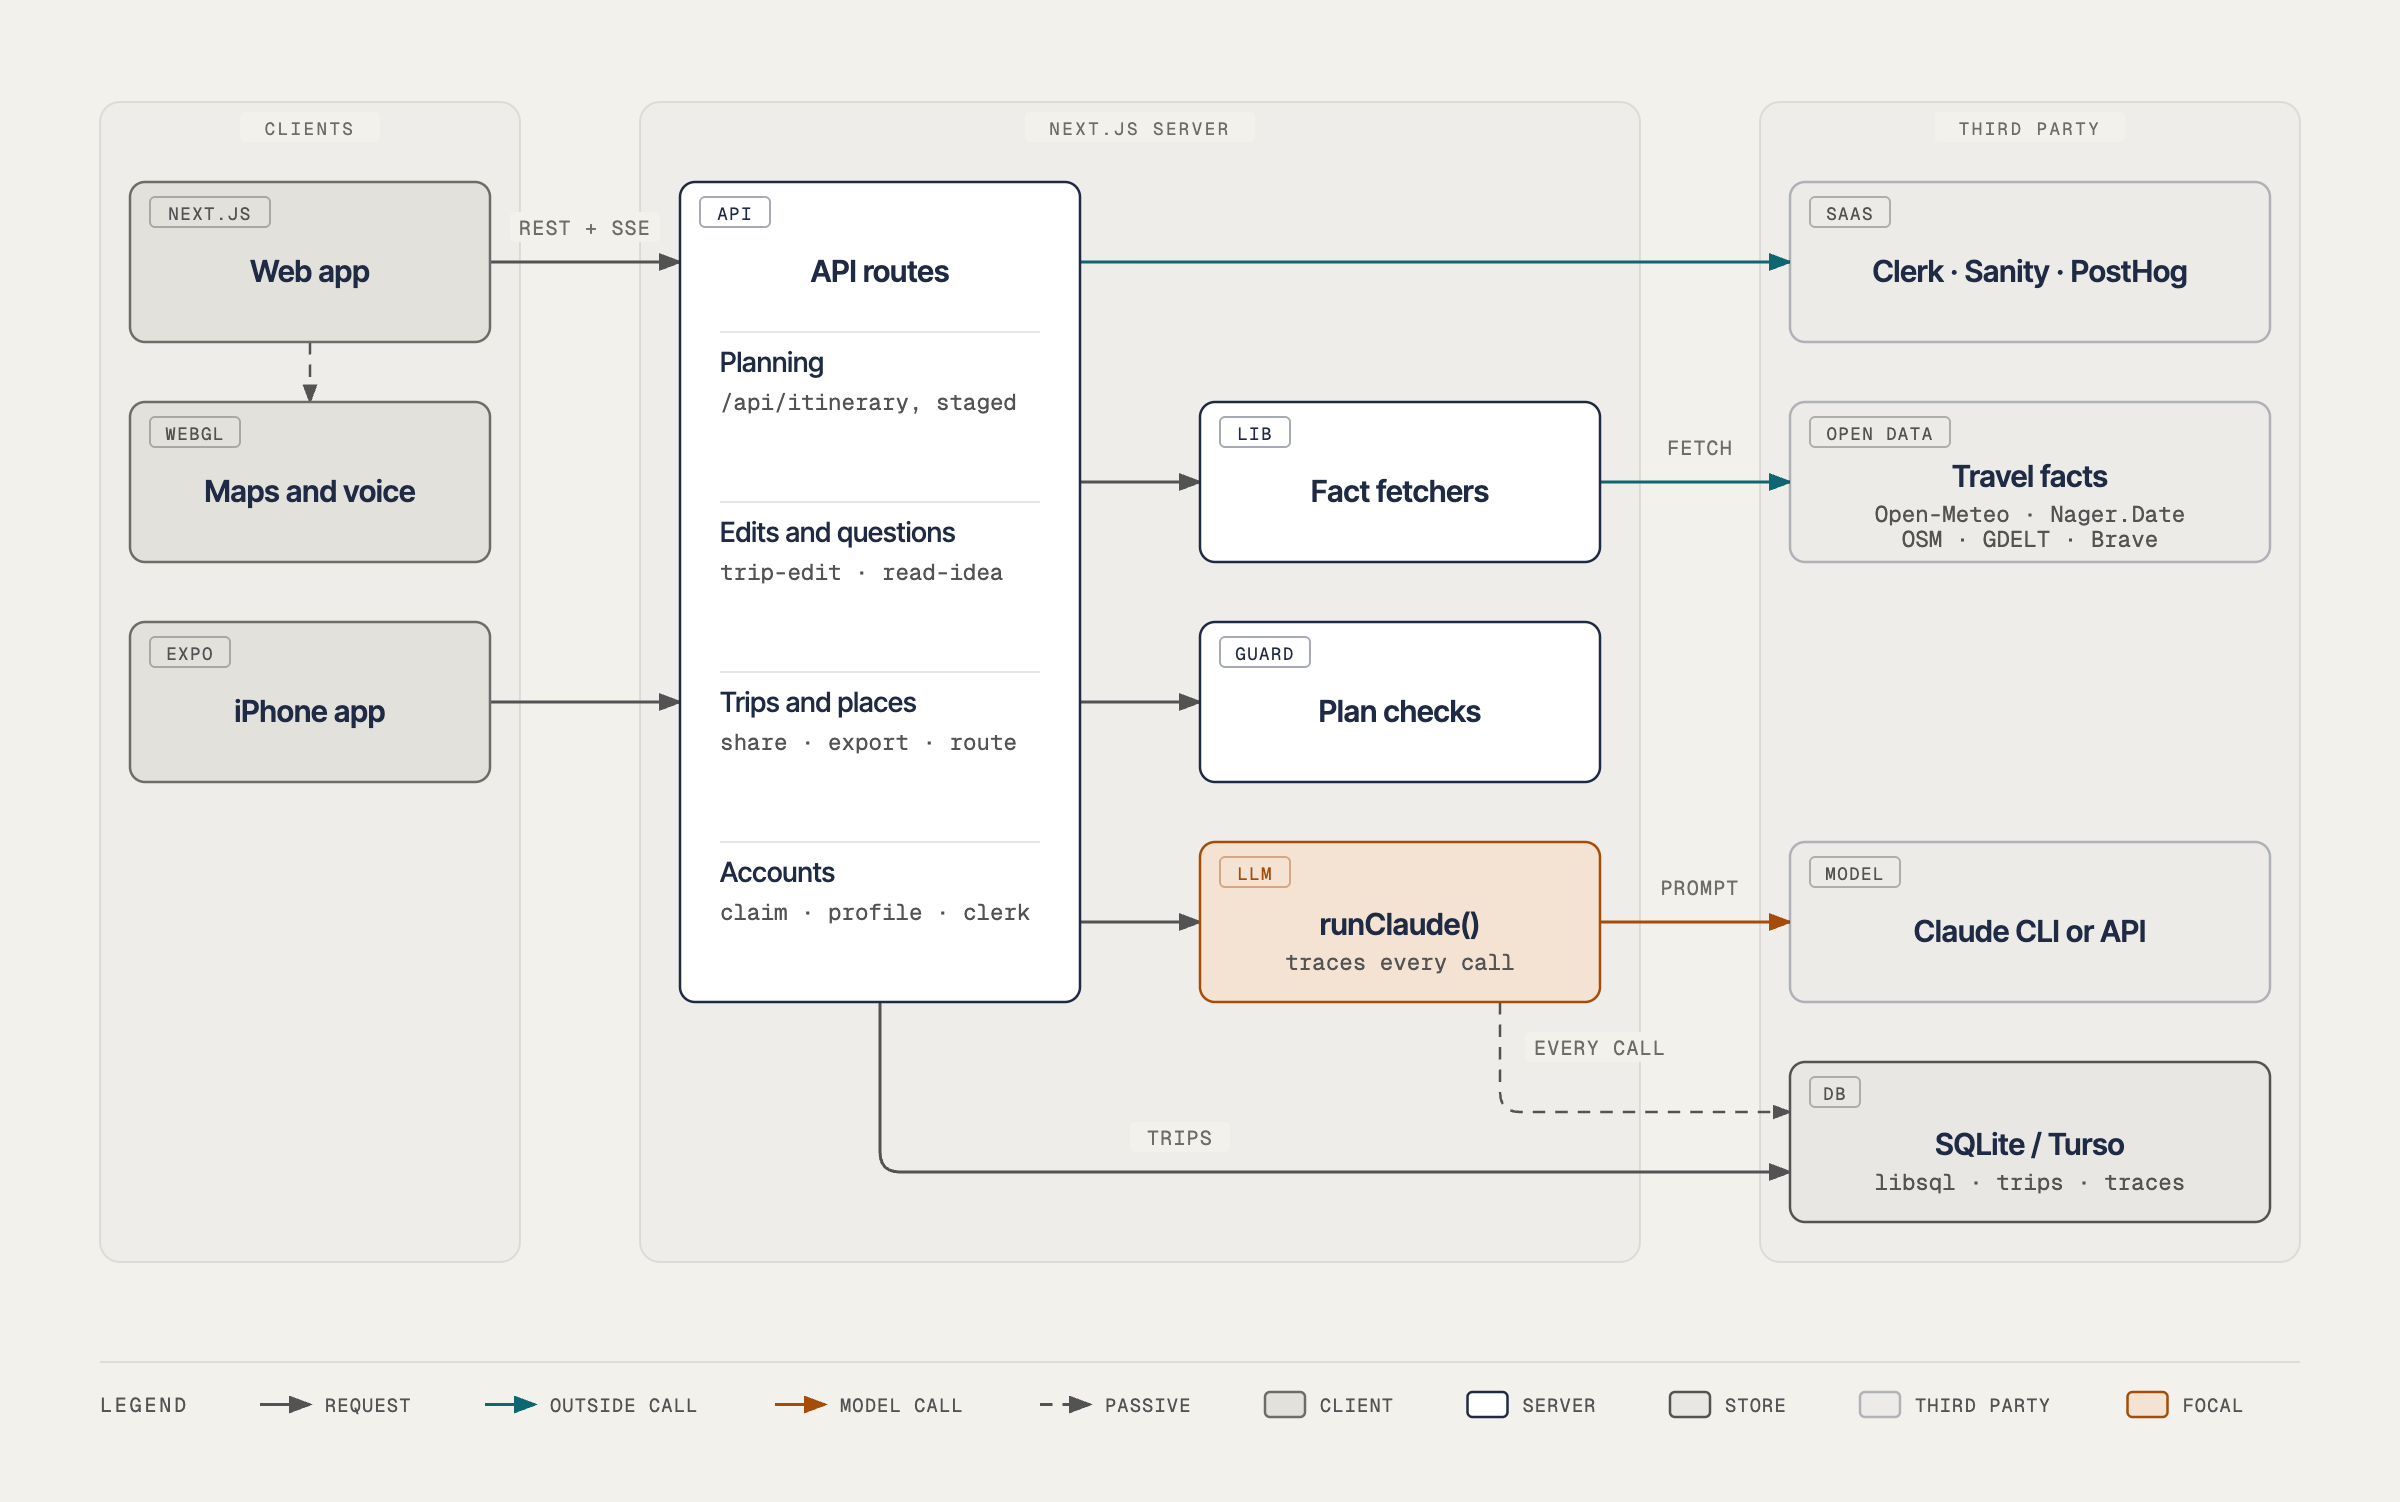 CLIENTS
NEXT.JS
Web app
WEBGL
Maps and voice
EXPO
iPhone app
REST + SSE
NEXT.JS SERVER
API
API routes
Planning
/api/itinerary, staged
Edits and questions
trip-edit · read-idea
Trips and places
share · export · route
Accounts
claim · profile · clerk
LIB
Fact fetchers
GUARD
Plan checks
LLM
runClaude()
traces every call
FETCH
PROMPT
EVERY CALL
TRIPS
THIRD PARTY
SAAS
Clerk · Sanity · PostHog
OPEN DATA
Travel facts
Open-Meteo · Nager.Date
OSM · GDELT · Brave
MODEL
Claude CLI or API
DB
SQLite / Turso
libsql · trips · traces
LEGEND
REQUEST
OUTSIDE CALL
MODEL CALL
PASSIVE
CLIENT
SERVER
STORE
THIRD PARTY
FOCAL